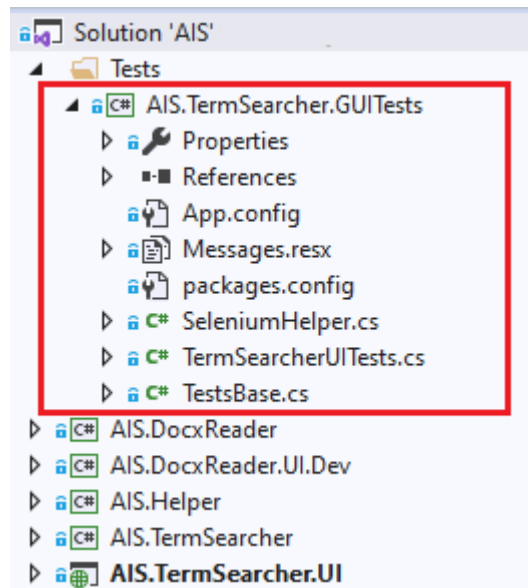 Solution 'AIS'
Tests
C# AIS.TermSearcher.GUITests
Properties
References
App.config
Messages.resx
packages.config
C# SeleniumHelper.cs
C# TermSearcherUITests.cs
C# TestsBase.cs
C# AIS.DocxReader
C# AIS.DocxReader.UI.Dev
C# AIS.Helper
C# AIS.TermSearcher
AIS.TermSearcher.UI